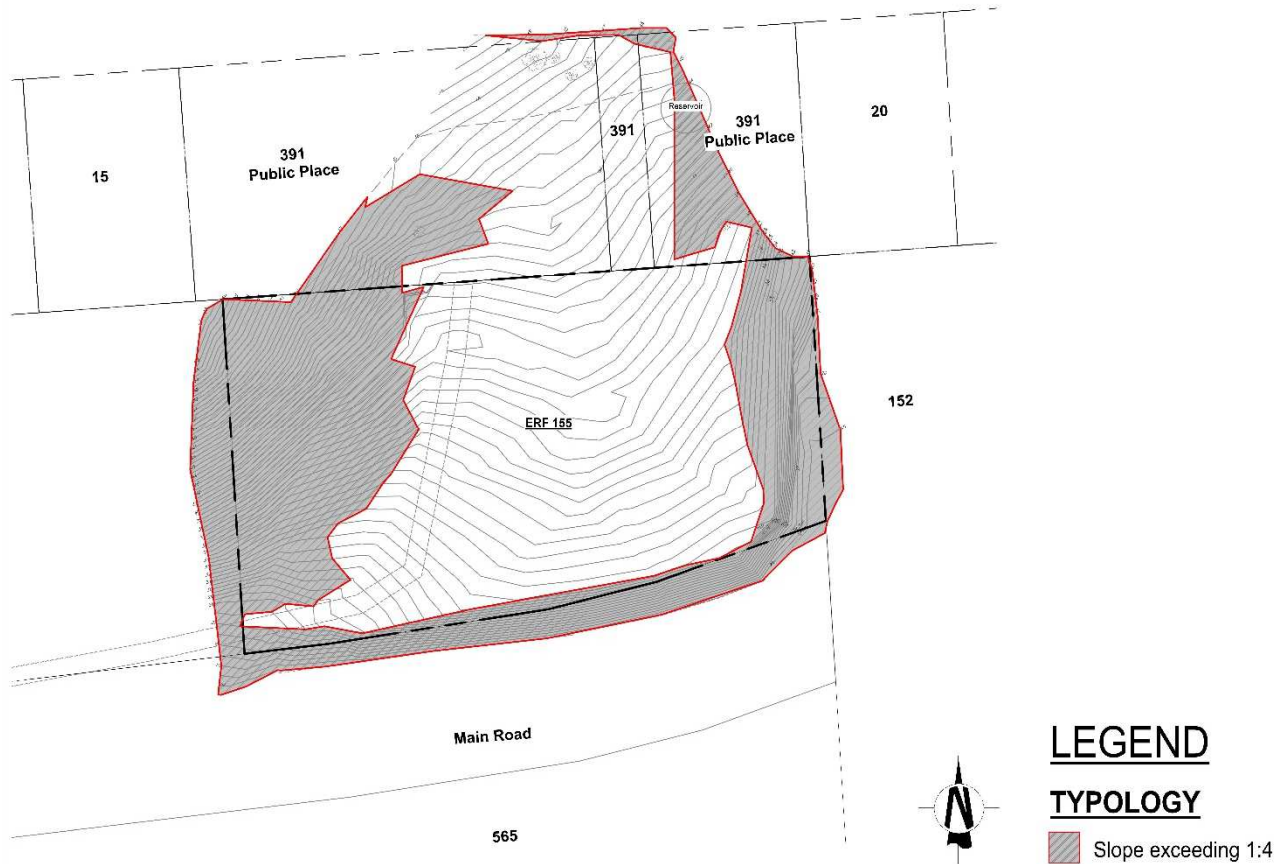 15
391
Public Place
391
Reservoir
391
Public Place
20
ERF 155
152
Main Road
565
N
LEGEND
TYPOLOGY
Slope exceeding 1:4